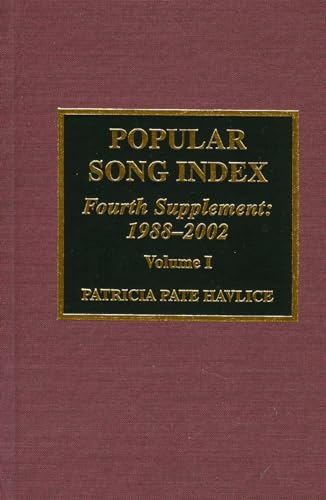 POPULAR
SONG INDEX
Fourth Supplement:
1988–2002
Volume I
PATRICIA PATE HAVLICE